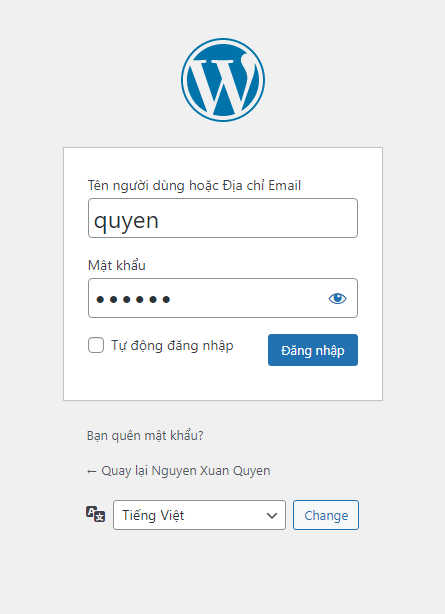 Tên người dùng hoặc Địa chỉ Email
quyen
Mật khẩu
●●●●●●
Tự động đăng nhập
Đăng nhập
Bạn quên mật khẩu?
← Quay lại Nguyen Xuan Quyen
Tiếng Việt
Change